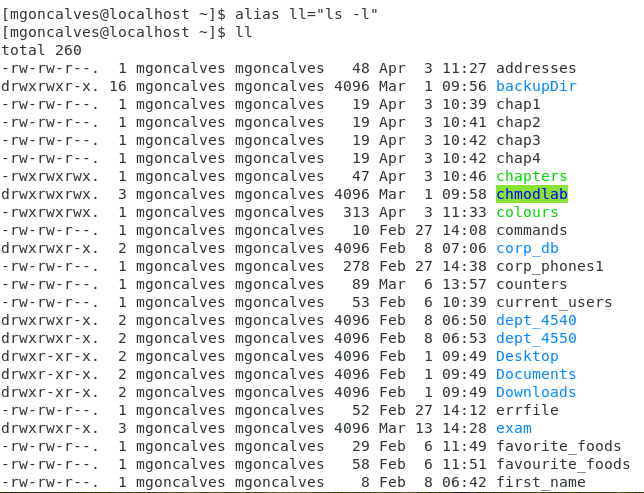 [mgoncalves@localhost ~]$ alias ll="ls -l"
[mgoncalves@localhost ~]$ ll
total 260
-rw-rw-r--.  1 mgoncalves mgoncalves   48 Apr  3 11:27 addresses
drwxrwxr-x. 16 mgoncalves mgoncalves 4096 Mar  1 09:56 backupDir
-rw-rw-r--.  1 mgoncalves mgoncalves   19 Apr  3 10:39 chap1
-rw-rw-r--.  1 mgoncalves mgoncalves   19 Apr  3 10:41 chap2
-rw-rw-r--.  1 mgoncalves mgoncalves   19 Apr  3 10:42 chap3
-rw-rw-r--.  1 mgoncalves mgoncalves   19 Apr  3 10:42 chap4
-rwxrwxrwx.  1 mgoncalves mgoncalves   47 Apr  3 10:46 chapters
drwxrwxrwx.  3 mgoncalves mgoncalves 4096 Mar  1 09:58 chmodlab
-rwxrwxrwx.  1 mgoncalves mgoncalves  313 Apr  3 11:33 colours
-rw-rw-r--.  1 mgoncalves mgoncalves   10 Feb 27 14:08 commands
drwxrwxr-x.  2 mgoncalves mgoncalves 4096 Feb  8 07:06 corp_db
-rw-rw-r--.  1 mgoncalves mgoncalves  278 Feb 27 14:38 corp_phones1
-rw-rw-r--.  1 mgoncalves mgoncalves   89 Mar  6 13:57 counters
-rw-rw-r--.  1 mgoncalves mgoncalves   53 Feb  6 10:39 current_users
drwxrwxr-x.  2 mgoncalves mgoncalves 4096 Feb  8 06:50 dept_4540
drwxrwxr-x.  2 mgoncalves mgoncalves 4096 Feb  8 06:53 dept_4550
drwxr-xr-x.  2 mgoncalves mgoncalves 4096 Feb  1 09:49 Desktop
drwxr-xr-x.  2 mgoncalves mgoncalves 4096 Feb  1 09:49 Documents
drwxr-xr-x.  2 mgoncalves mgoncalves 4096 Feb  1 09:49 Downloads
-rw-rw-r--.  1 mgoncalves mgoncalves   52 Feb 27 14:12 errfile
drwxrwxr-x.  3 mgoncalves mgoncalves 4096 Mar 13 14:28 exam
-rw-rw-r--.  1 mgoncalves mgoncalves   29 Feb  6 11:49 favorite_foods
-rw-rw-r--.  1 mgoncalves mgoncalves   58 Feb  6 11:51 favourite_foods
-rw-rw-r--.  1 mgoncalves mgoncalves    8 Feb  8 06:42 first_name